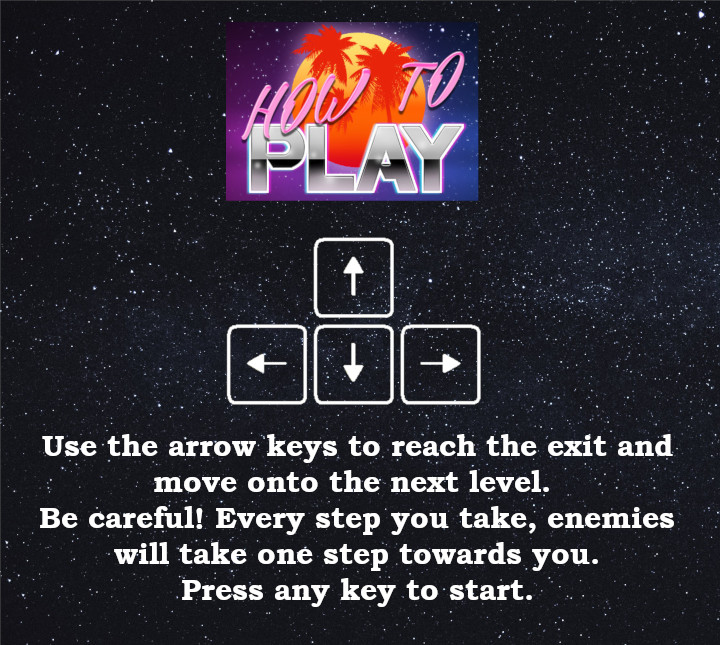 HOW TO
PLAY
Use the arrow keys to reach the exit and
move onto the next level.
Be careful! Every step you take, enemies
will take one step towards you.
Press any key to start.